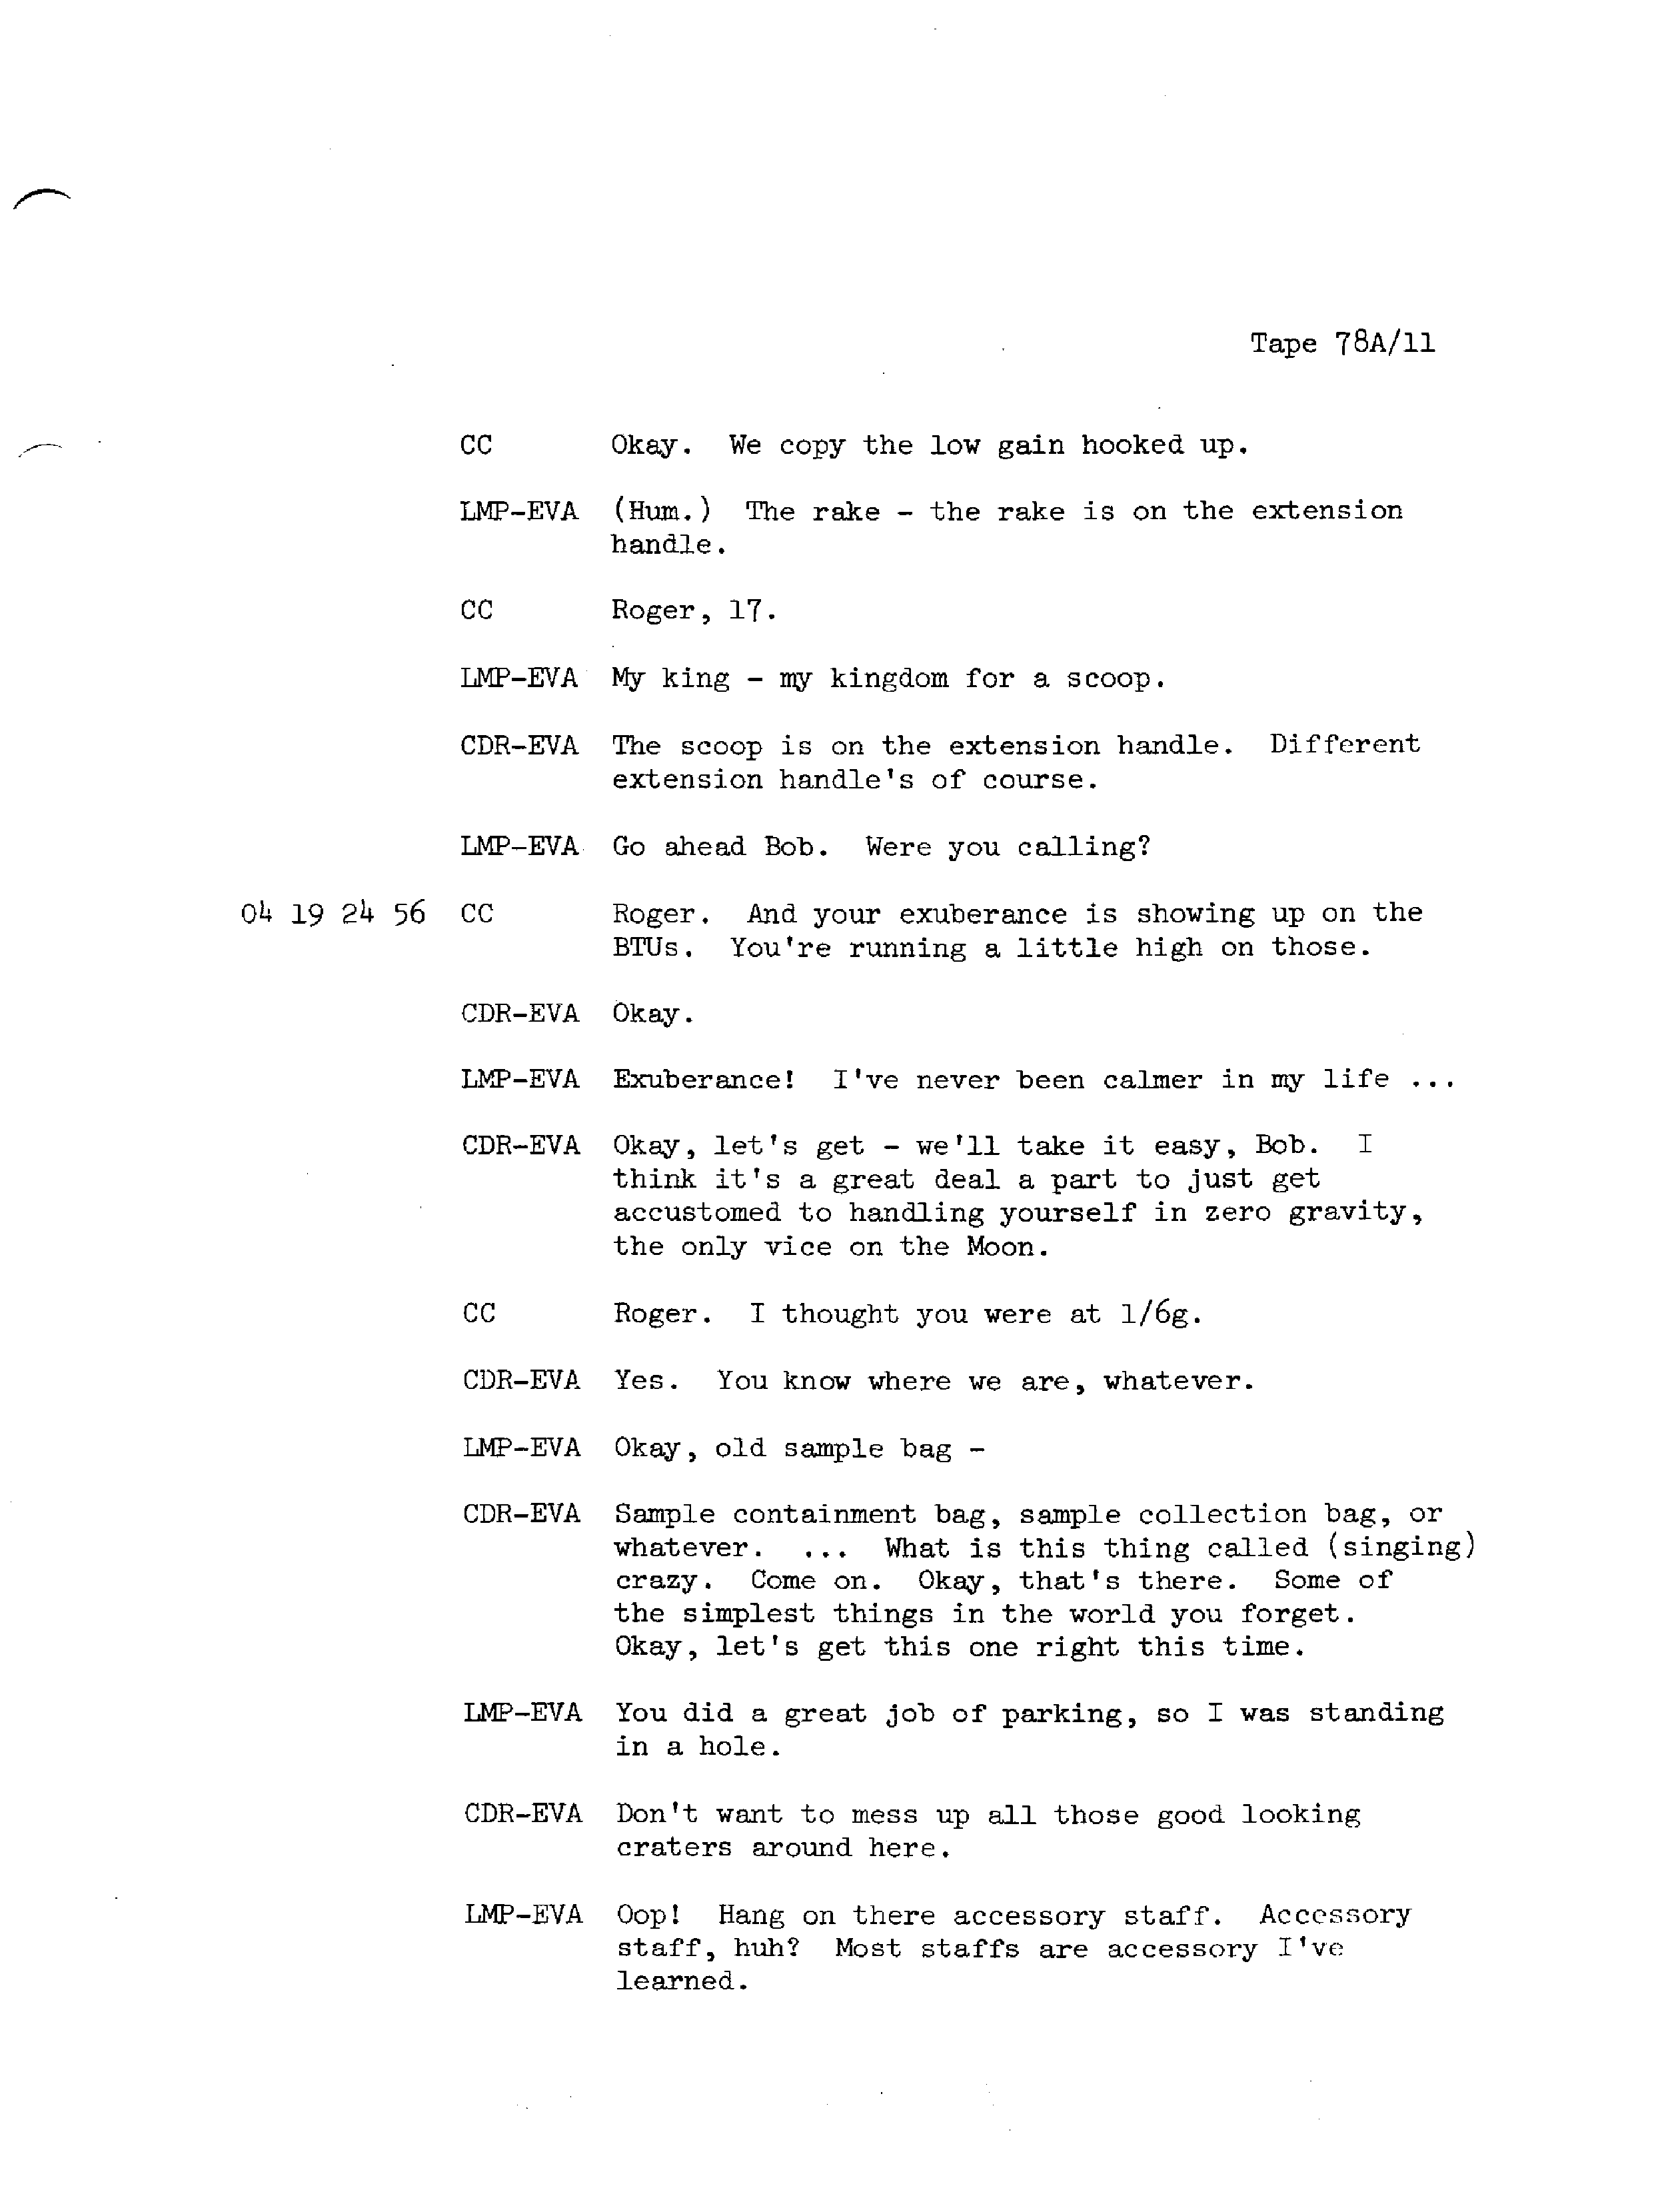 Tape 78A/11
CC Okay. We copy the low gain hooked up.
LMP-EVA (Hum.) The rake - the rake is on the extension
handle.
CC Roger, 17.
LMP-EVA My king - my kingdom for a scoop.
CDR-EVA The scoop is on the extension handle. Different
extension handle's of course.
LMP-EVA Go ahead Bob. Were you calling?
04 19 24 56 CC Roger. And your exuberance is showing up on the
BTUs. You're running a little high on those.
CDR-EVA Okay.
LMP-EVA Exuberance! I've never been calmer in my life ...
CDR-EVA Okay, let's get - we'll take it easy, Bob. I
think it's a great deal a part to just get
accustomed to handling yourself in zero gravity,
the only vice on the Moon.
CC Roger. I thought you were at 1/6g.
CDR-EVA Yes. You know where we are, whatever.
LMP-EVA Okay, old sample bag -
CDR-EVA Sample containment bag, sample collection bag, or
whatever. ... What is this thing called (singing)
crazy. Come on. Okay, that's there. Some of
the simplest things in the world you forget.
Okay, let's get this one right this time.
LMP-EVA You did a great job of parking, so I was standing
in a hole.
CDR-EVA Don't want to mess up all those good looking
craters around here.
LMP-EVA Oop! Hang on there accessory staff. Accessory
staff, huh? Most staffs are accessory I've
learned.